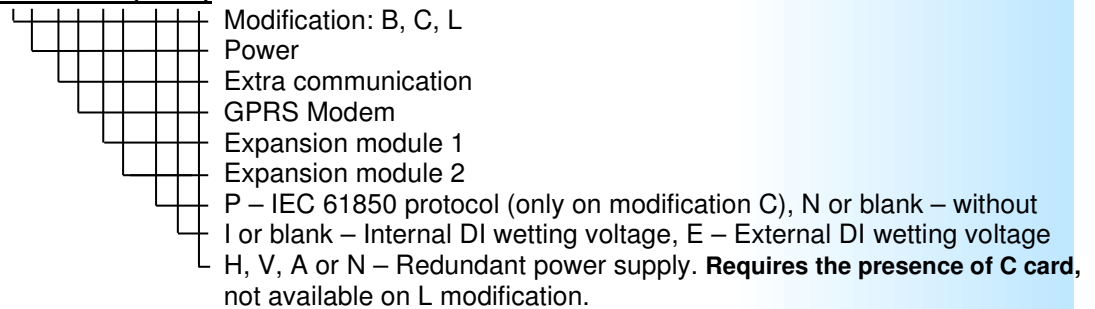 Modification: B, C, L
Power
Extra communication
GPRS Modem
Expansion module 1
Expansion module 2
P – IEC 61850 protocol (only on modification C), N or blank – without
I or blank – Internal DI wetting voltage, E – External DI wetting voltage
H, V, A or N – Redundant power supply. Requires the presence of C card,
not available on L modification.